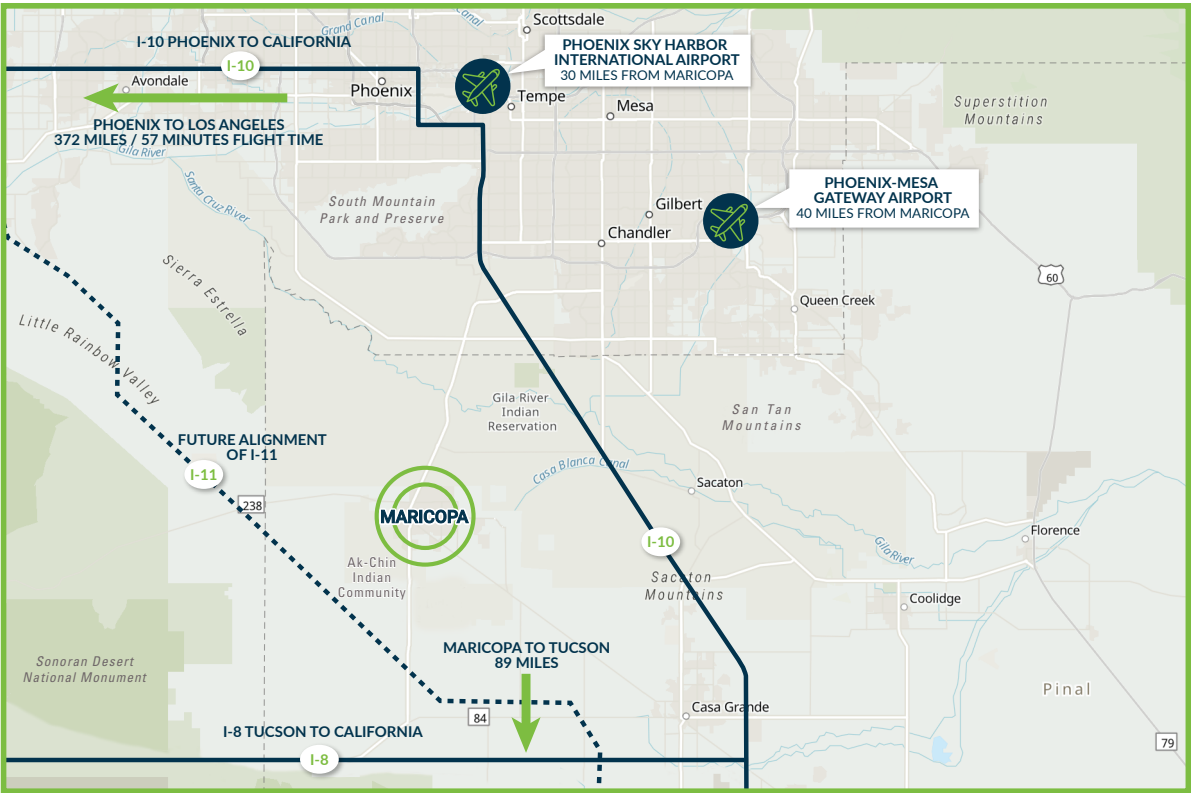 Grand Canal
Canal
Scottsdale
I-10 PHOENIX TO CALIFORNIA
I-10
PHOENIX SKY HARBOR
INTERNATIONAL AIRPORT
30 MILES FROM MARICOPA
Avondale
Phoenix
Tempe
Mesa
Superstition
Mountains
PHOENIX TO LOS ANGELES
372 MILES / 57 MINUTES FLIGHT TIME
Gila River
Santa Cruz River
South Mountain
Park and Preserve
Gilbert
Chandler
PHOENIX-MESA
GATEWAY AIRPORT
40 MILES FROM MARICOPA
Sierra Estrella
60
Queen Creek
Little Rainbow Valley
Gila River
Indian
Reservation
San Tan
Mountains
FUTURE ALIGNMENT
OF I-11
I-11
238
Casa Blanca Canal
Sacaton
MARICOPA
I-10
Gila River
Florence
Ak-Chin
Indian
Community
Sacaton
Mountains
Coolidge
MARICOPA TO TUCSON
89 MILES
Sonoran Desert
National Monument
Pinal
84
Casa Grande
I-8 TUCSON TO CALIFORNIA
I-8
79